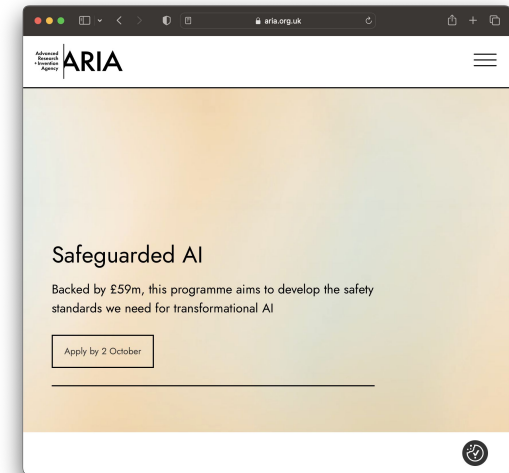 aria.org.uk
Advanced
Research
+ Invention
Agency
ARIA
Safeguarded AI
Backed by £59m, this programme aims to develop the safety
standards we need for transformational AI
Apply by 2 October